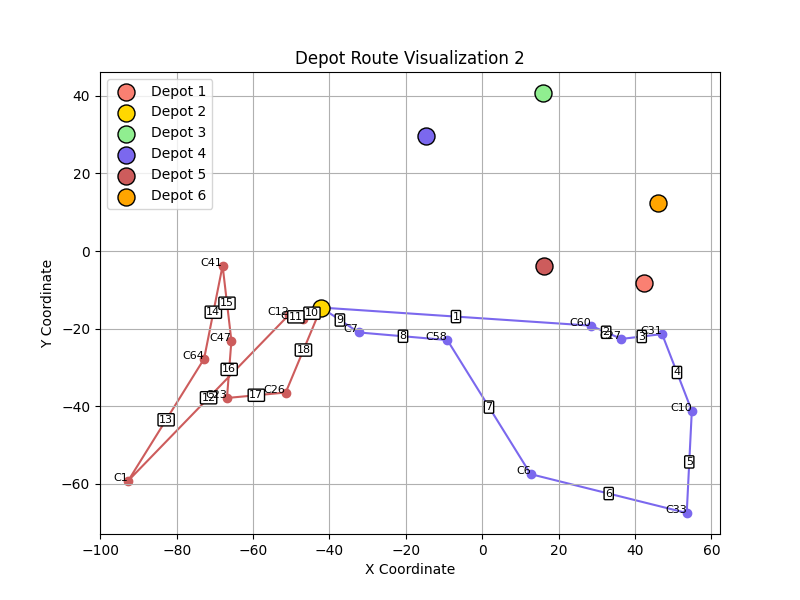 Depot Route Visualization 2
Depot 1
Depot 2
Depot 3
Depot 4
Depot 5
Depot 6
Y Coordinate
40
20
0
−20
−40
−60
−100
−80
−60
−40
−20
0
20
40
60
X Coordinate
C41
15
14
C47
C64
16
C12
11
10
9
C7
8
C58
1
C60
2
3
C31
18
4
C26
17
12
13
C10
7
5
C1
C6
6
C33